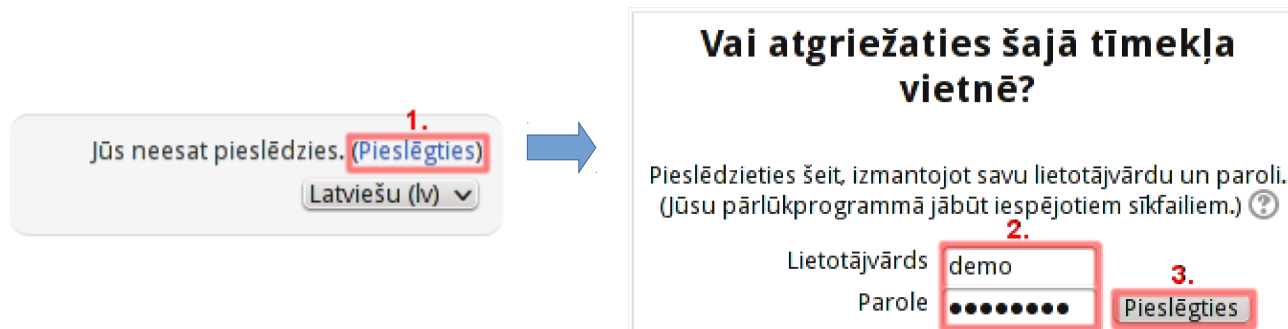 1.
Jūs neesat pieslēdzies. (Pieslēgties)
Latviešu (lv)
Vai atgriežaties šajā tīmekļa
vietnē?
Pieslēdzieties šeit, izmantojot savu lietotājvārdu un paroli.
(Jūsu pārlūkprogrammā jābūt iespējotiem sīkfailiem.) ?
2.
Lietotājvārds demo
3.
Parole ●●●●●●●● Pieslēgties